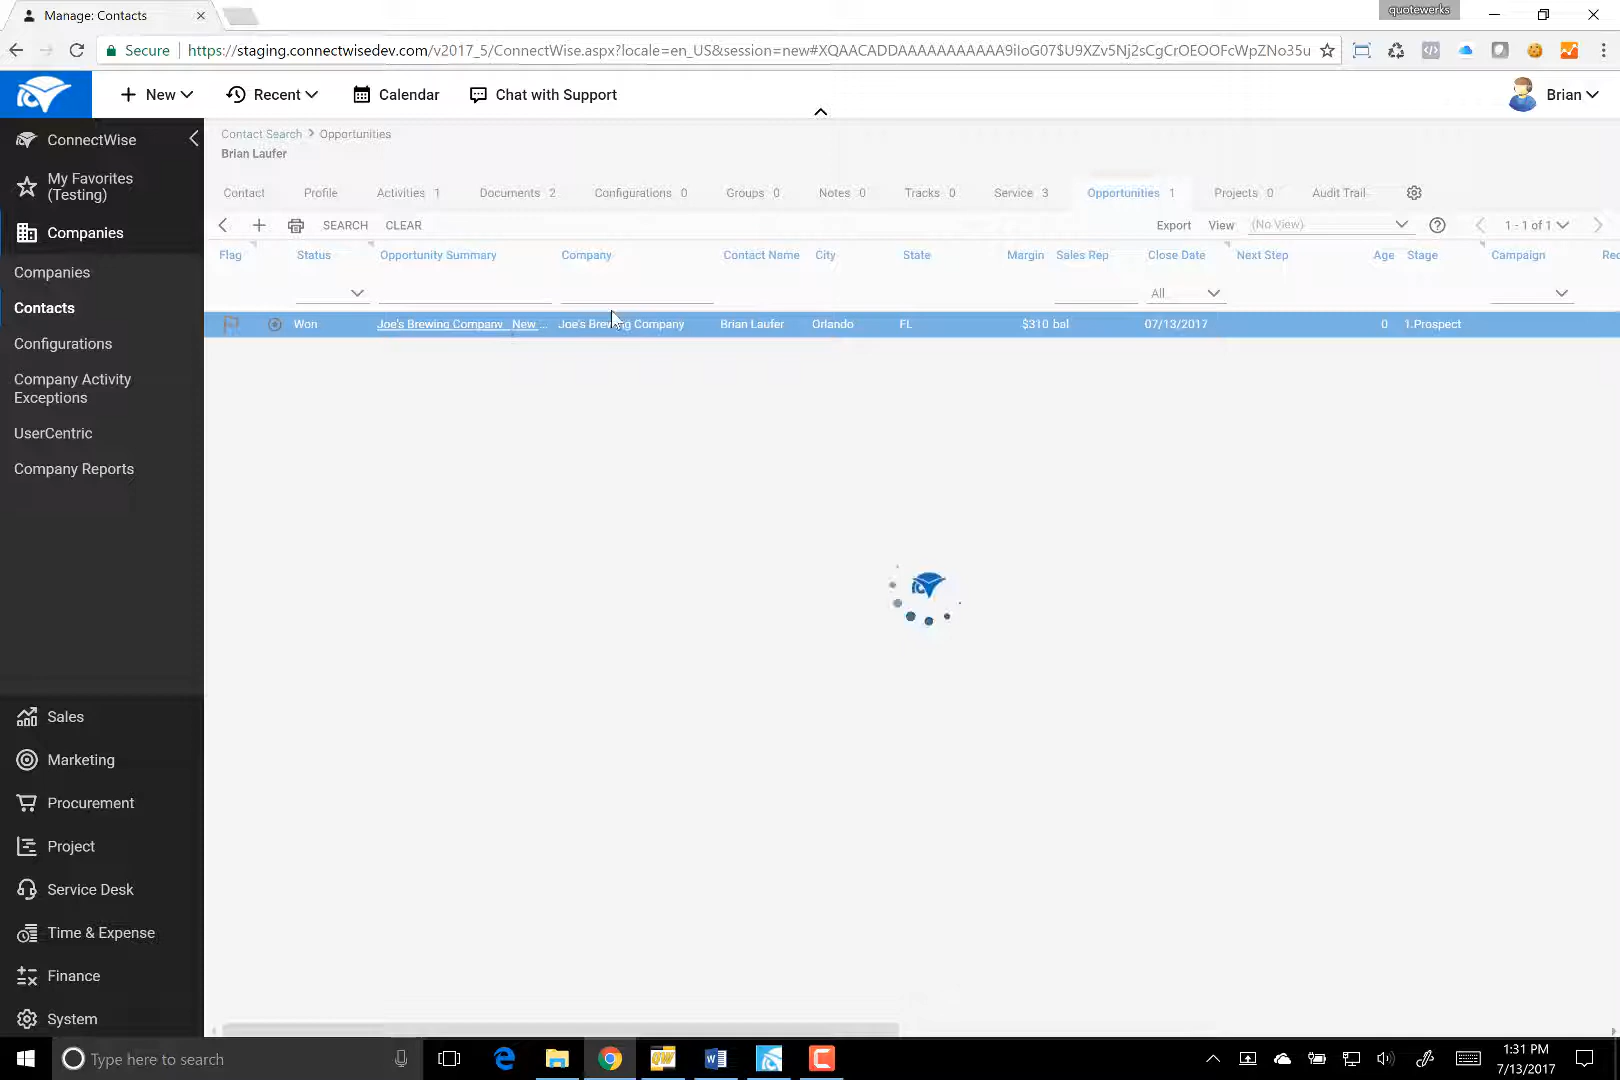 Manage: Contacts
quotewerks
Secure
https://staging.connectwisedev.com/v2017_5/ConnectWise.aspx?locale=en_US&session=new#XQAACADDAAAAAAAAAAA9iIoG07$U9XZv5Nj2sCgCrOEOOFcWpZNo35u
New
Recent
Calendar
Chat with Support
Brian
ConnectWise
My Favorites
(Testing)
Companies
Companies
Contacts
Configurations
Company Activity
Exceptions
UserCentric
Company Reports
Sales
Marketing
Procurement
Project
Service Desk
Time & Expense
Finance
System
Contact Search > Opportunities
Brian Laufer
Contact Profile Activities 1 Documents 2 Configurations 0 Groups 0 Notes 0 Tracks 0 Service 3 Opportunities 1 Projects 0 Audit Trail
SEARCH CLEAR Export View (No View) 1 - 1 of 1
Flag Status Opportunity Summary Company Contact Name City State Margin Sales Rep Close Date Next Step Age Stage Campaign Rec
All
Won Joe's Brewing Company New ... Joe's Brewing Company Brian Laufer Orlando FL $310 bal 07/13/2017 0 1.Prospect
Type here to search
qw
1:31 PM
7/13/2017